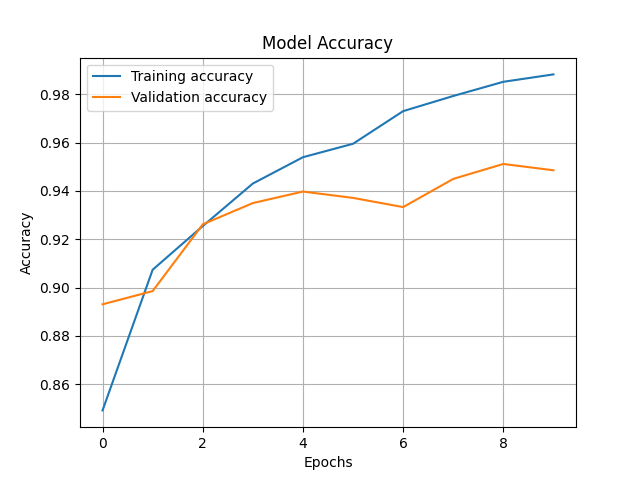 Model Accuracy
Training accuracy
Validation accuracy
0.98
0.96
0.94
0.92
0.90
0.88
0.86
Accuracy
0 2 4 6 8
Epochs